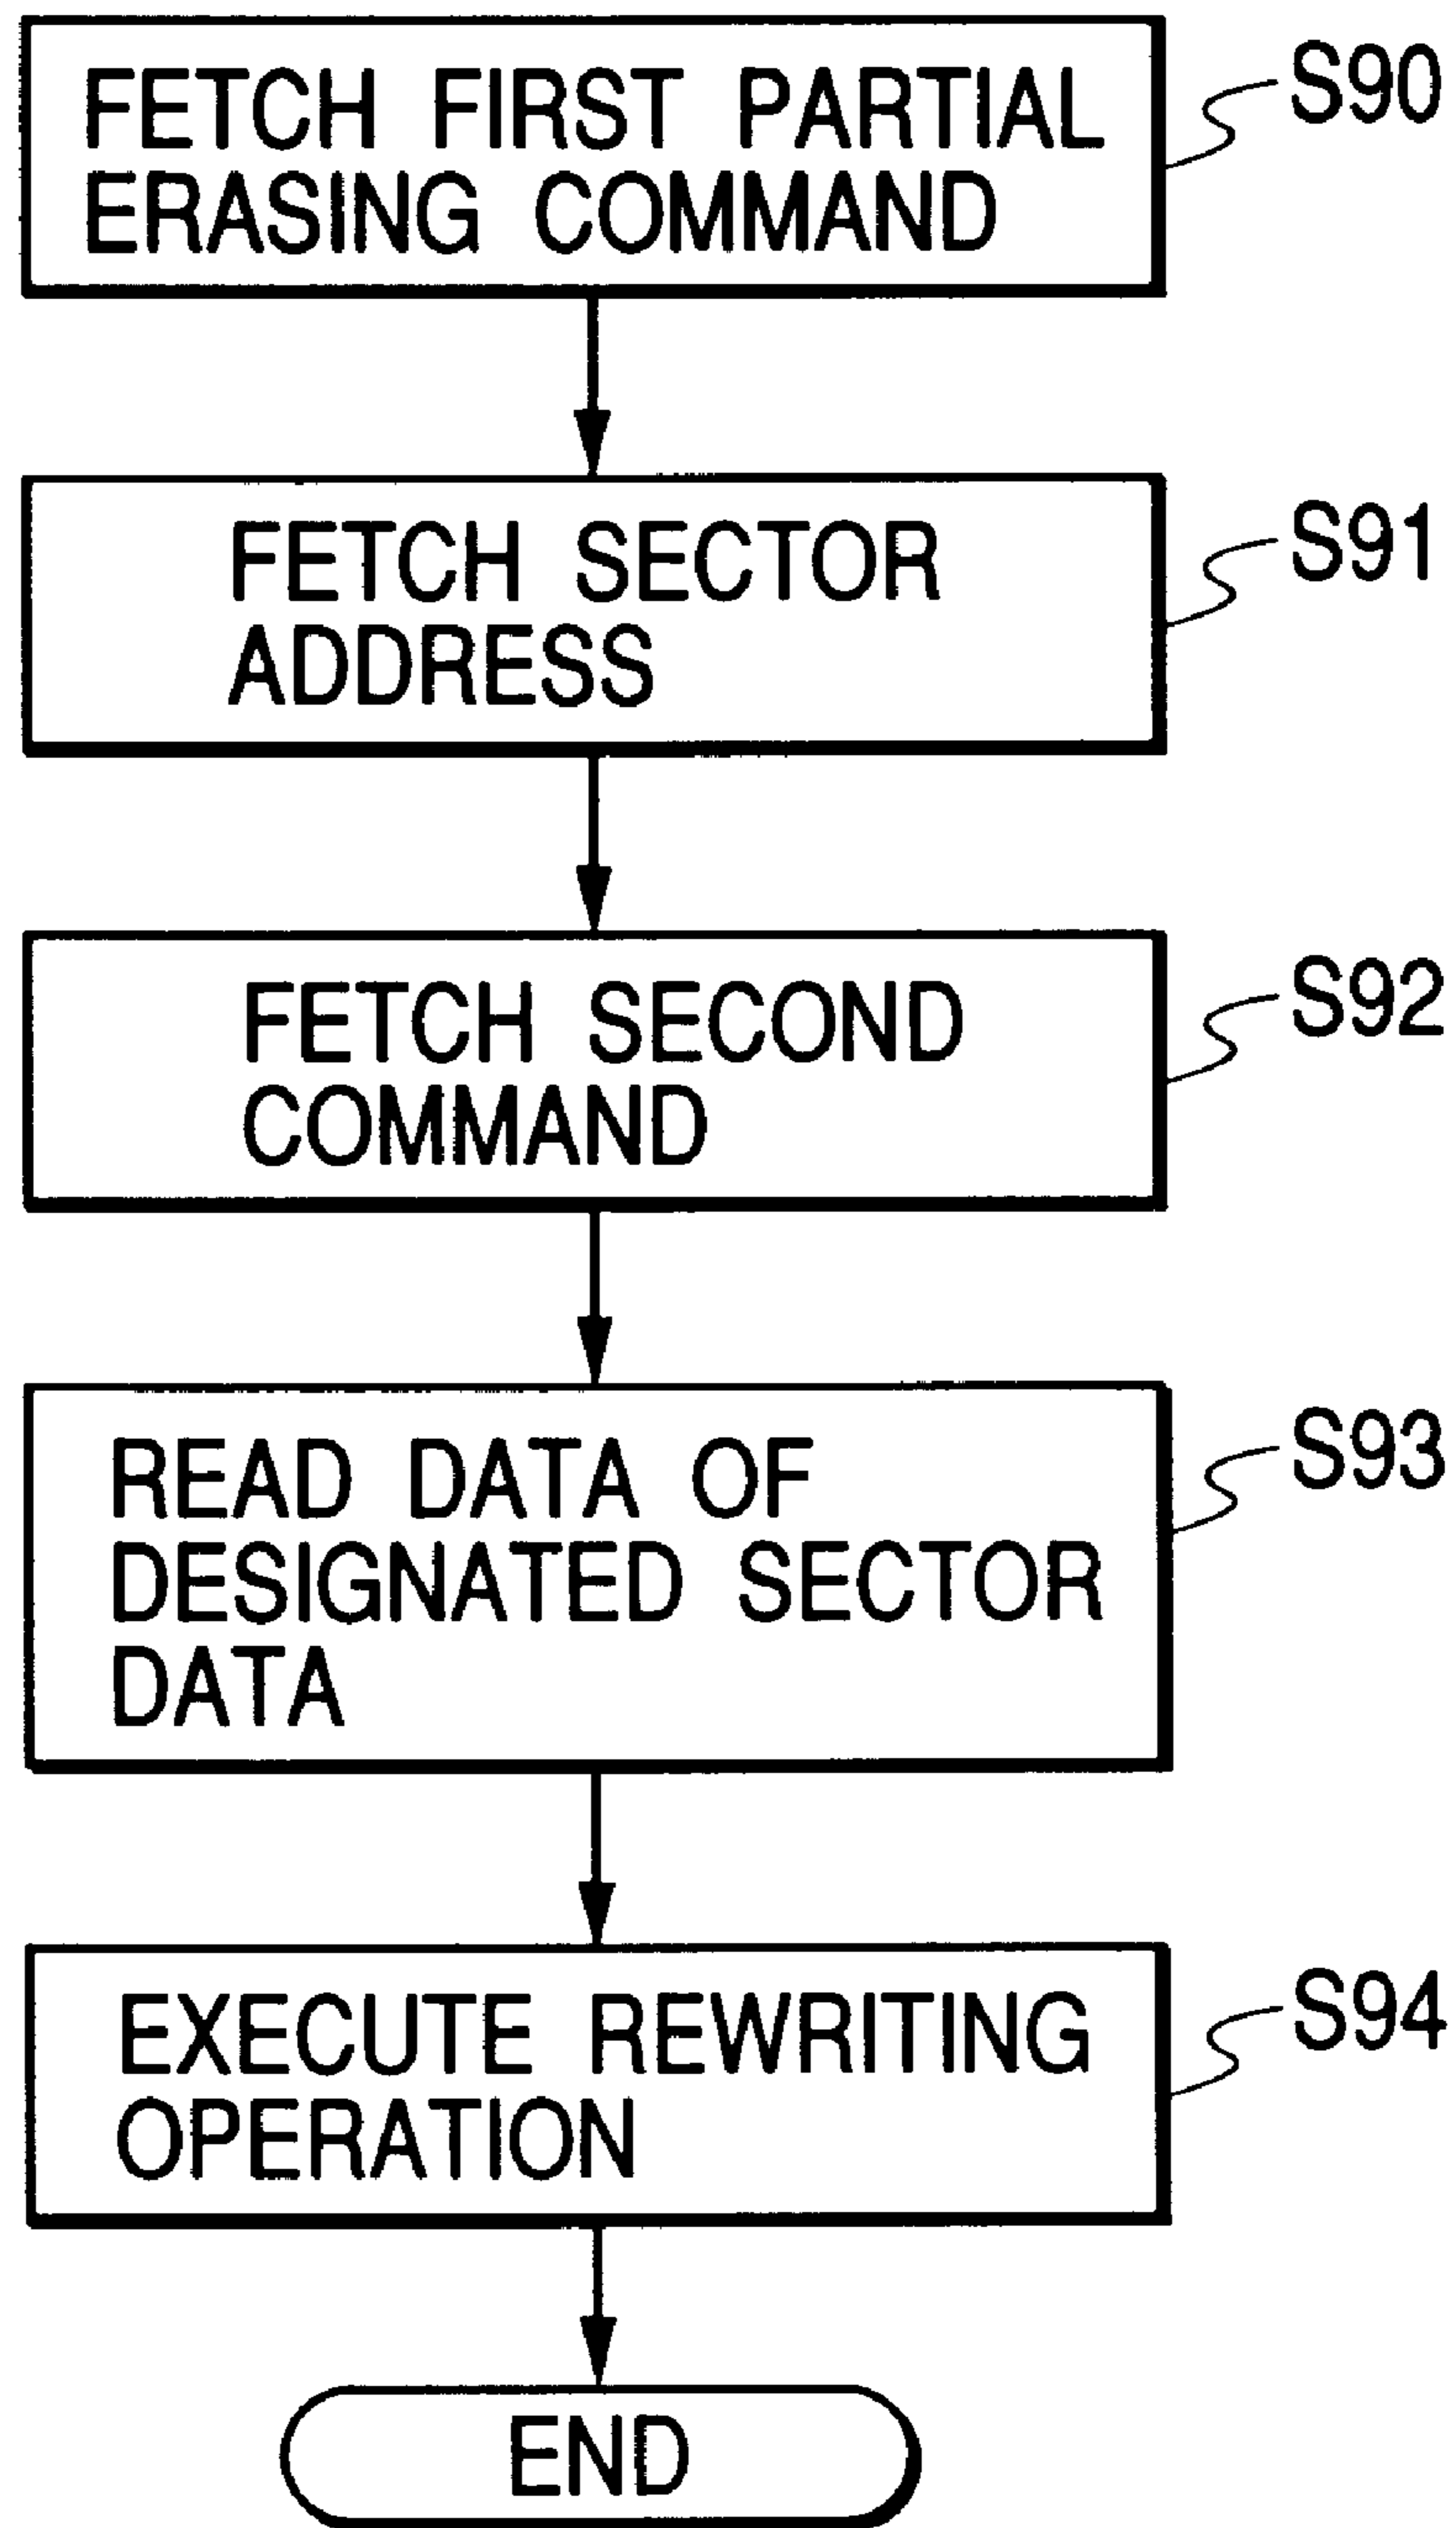 FETCH FIRST PARTIAL
ERASING COMMAND
S90
FETCH SECTOR
ADDRESS
S91
FETCH SECOND
COMMAND
S92
READ DATA OF
DESIGNATED SECTOR
DATA
S93
EXECUTE REWRITING
OPERATION
S94
END